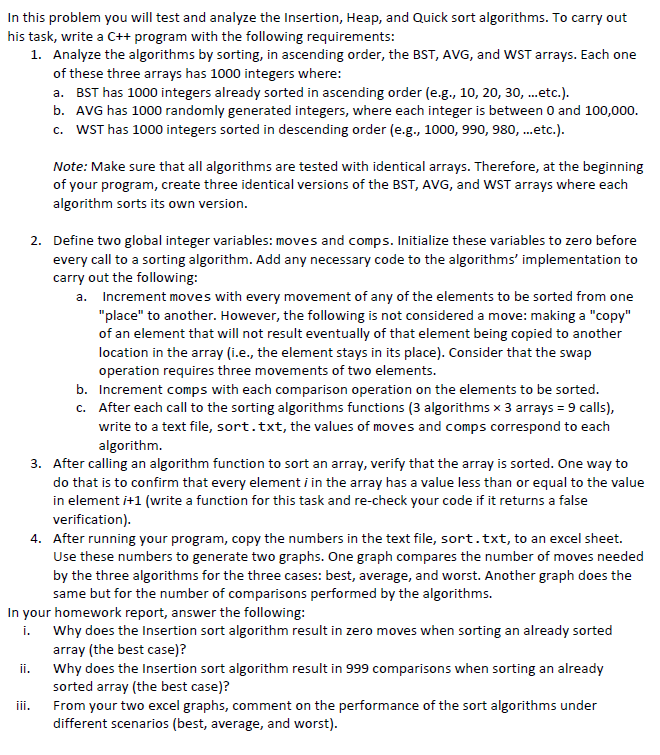 In this problem you will test and analyze the Insertion, Heap, and Quick sort algorithms. To carry out
his task, write a C++ program with the following requirements:
1. Analyze the algorithms by sorting, in ascending order, the BST, AVG, and WST arrays. Each one
of these three arrays has 1000 integers where:
a. BST has 1000 integers already sorted in ascending order (e.g., 10, 20, 30, ...etc.).
b. AVG has 1000 randomly generated integers, where each integer is between 0 and 100,000.
c. WST has 1000 integers sorted in descending order (e.g., 1000, 990, 980, ...etc.).
Note: Make sure that all algorithms are tested with identical arrays. Therefore, at the beginning
of your program, create three identical versions of the BST, AVG, and WST arrays where each
algorithm sorts its own version.
2. Define two global integer variables: moves and comps. Initialize these variables to zero before
every call to a sorting algorithm. Add any necessary code to the algorithms' implementation to
carry out the following:
a. Increment moves with every movement of any of the elements to be sorted from one
"place" to another. However, the following is not considered a move: making a "copy"
of an element that will not result eventually of that element being copied to another
location in the array (i.e., the element stays in its place). Consider that the swap
operation requires three movements of two elements.
b. Increment comps with each comparison operation on the elements to be sorted.
c. After each call to the sorting algorithms functions (3 algorithms × 3 arrays = 9 calls),
write to a text file, sort.txt, the values of moves and comps correspond to each
algorithm.
3. After calling an algorithm function to sort an array, verify that the array is sorted. One way to
do that is to confirm that every element i in the array has a value less than or equal to the value
in element i+1 (write a function for this task and re-check your code if it returns a false
verification).
4. After running your program, copy the numbers in the text file, sort.txt, to an excel sheet.
Use these numbers to generate two graphs. One graph compares the number of moves needed
by the three algorithms for the three cases: best, average, and worst. Another graph does the
same but for the number of comparisons performed by the algorithms.
In your homework report, answer the following:
i. Why does the Insertion sort algorithm result in zero moves when sorting an already sorted
array (the best case)?
ii. Why does the Insertion sort algorithm result in 999 comparisons when sorting an already
sorted array (the best case)?
iii. From your two excel graphs, comment on the performance of the sort algorithms under
different scenarios (best, average, and worst).